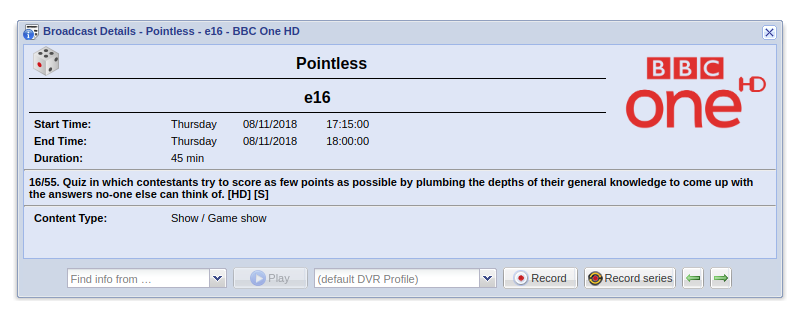 Broadcast Details - Pointless - e16 - BBC One HD
Pointless
BBC
one HD
e16
Start Time: Thursday 08/11/2018 17:15:00
End Time: Thursday 08/11/2018 18:00:00
Duration: 45 min
16/55. Quiz in which contestants try to score as few points as possible by plumbing the depths of their general knowledge to come up with
the answers no-one else can think of. [HD] [S]
Content Type: Show / Game show
Find info from ... Play (default DVR Profile) Record Record series